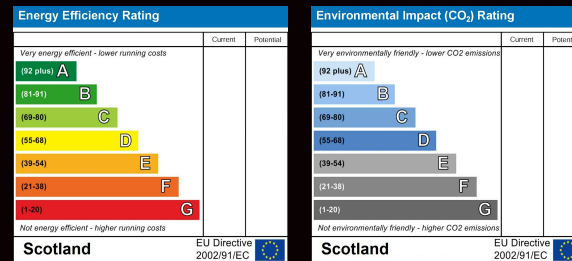 Energy Efficiency Rating
Current Potential
Very energy efficient - lower running costs
(92 plus) A
(81-91) B
(69-80) C
(55-68) D
(39-54) E
(21-38) F
(1-20) G
Not energy efficient - higher running costs
Scotland
EU Directive
2002/91/EC
Environmental Impact (CO₂) Rating
Current Potent
Very environmentally friendly - lower CO2 emissions
(92 plus) A
(81-91) B
(69-80) C
(55-68) D
(39-54) E
(21-38) F
(1-20) G
Not environmentally friendly - higher CO2 emissions
Scotland
EU Directive
2002/91/EC